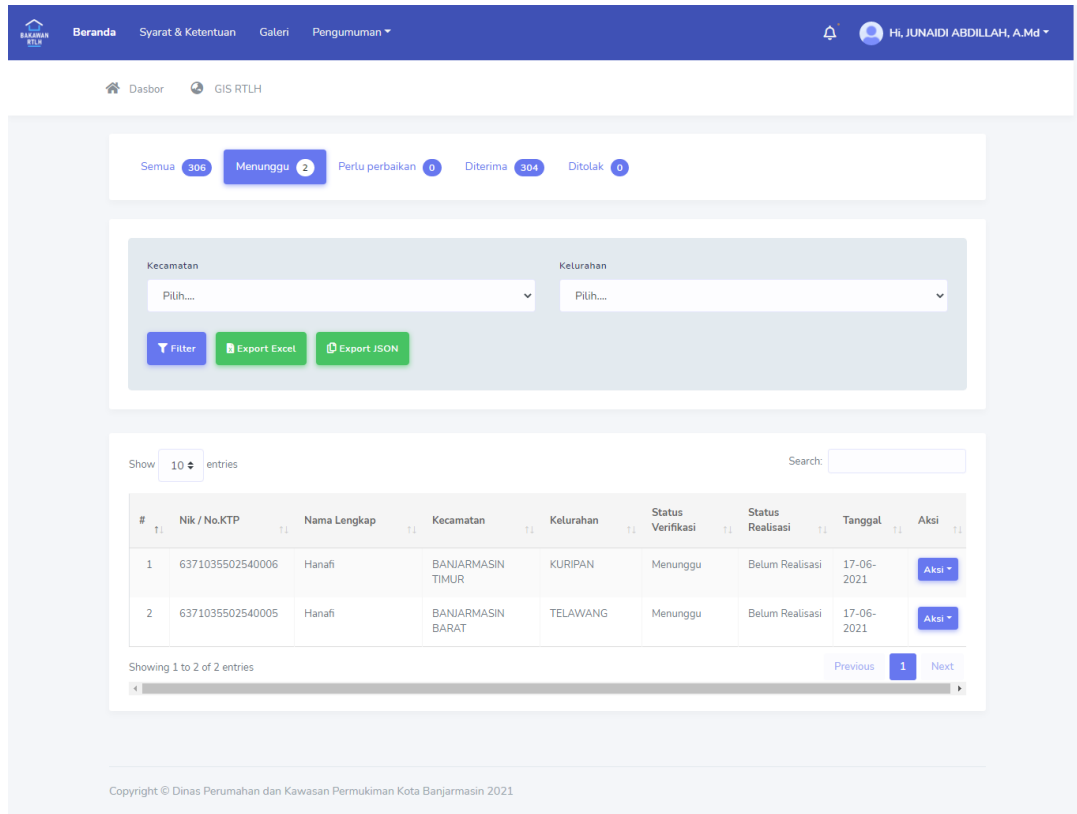 BAKAWAN
RTLH
Beranda Syarat & Ketentuan Galeri Pengumuman Hi, JUNAIDI ABDILLAH, A.Md
Dasbor GIS RTLH
Semua 306 Menunggu 2 Perlu perbaikan 0 Diterima 304 Ditolak 0
Kecamatan Kelurahan
Pilih.... Pilih....
Filter Export Excel Export JSON
Show 10 entries Search:
# Nik / No.KTP Nama Lengkap Kecamatan Kelurahan Status Verifikasi Status Realisasi Tanggal Aksi
1 6371035502540006 Hanafi BANJARMASIN TIMUR KURIPAN Menunggu Belum Realisasi 17-06-2021 Aksi
2 6371035502540005 Hanafi BANJARMASIN BARAT TELAWANG Menunggu Belum Realisasi 17-06-2021 Aksi
Showing 1 to 2 of 2 entries Previous 1 Next
Copyright © Dinas Perumahan dan Kawasan Permukiman Kota Banjarmasin 2021